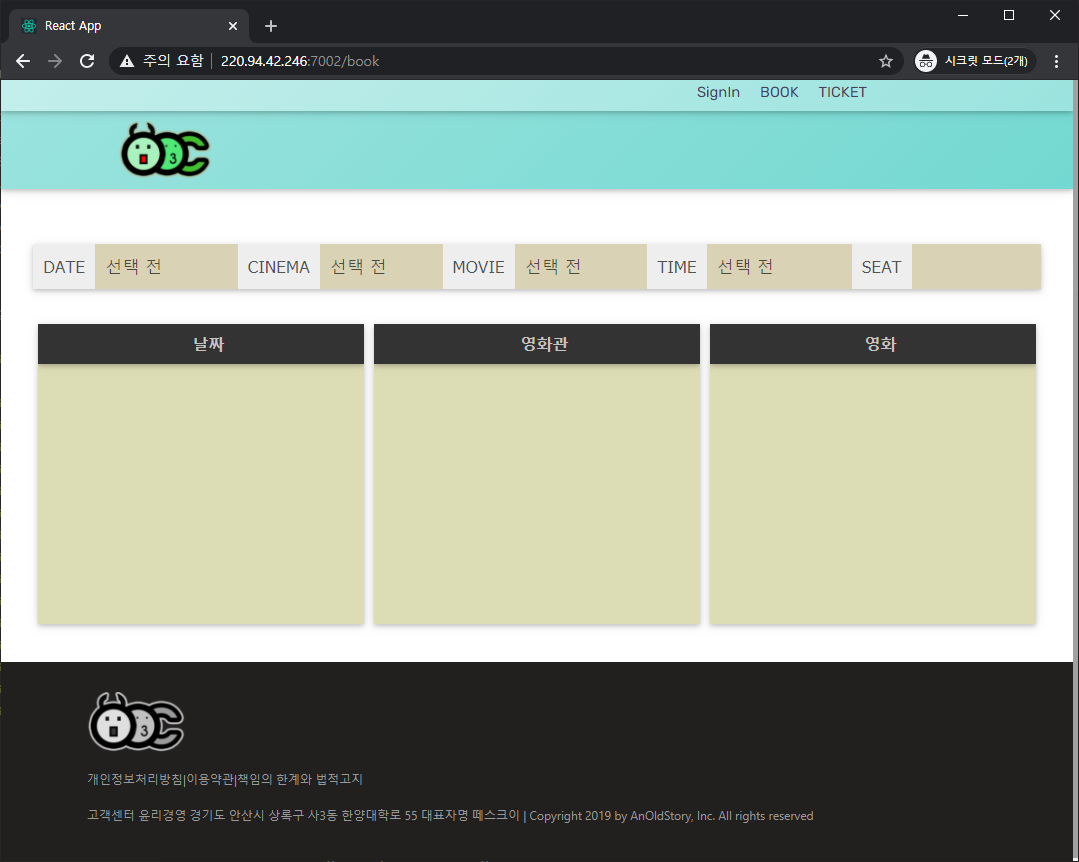 React App
주의 요함 220.94.42.246:7002/book 시크릿 모드(2개)
SignIn BOOK TICKET
3
DATE 선택 전 CINEMA 선택 전 MOVIE 선택 전 TIME 선택 전 SEAT
날짜 영화관 영화
3
개인정보처리방침|이용약관|책임의 한계와 법적고지
고객센터 윤리경영 경기도 안산시 상록구 사3동 한양대학로 55 대표자명 떼스크이 | Copyright 2019 by AnOldStory, Inc. All rights reserved